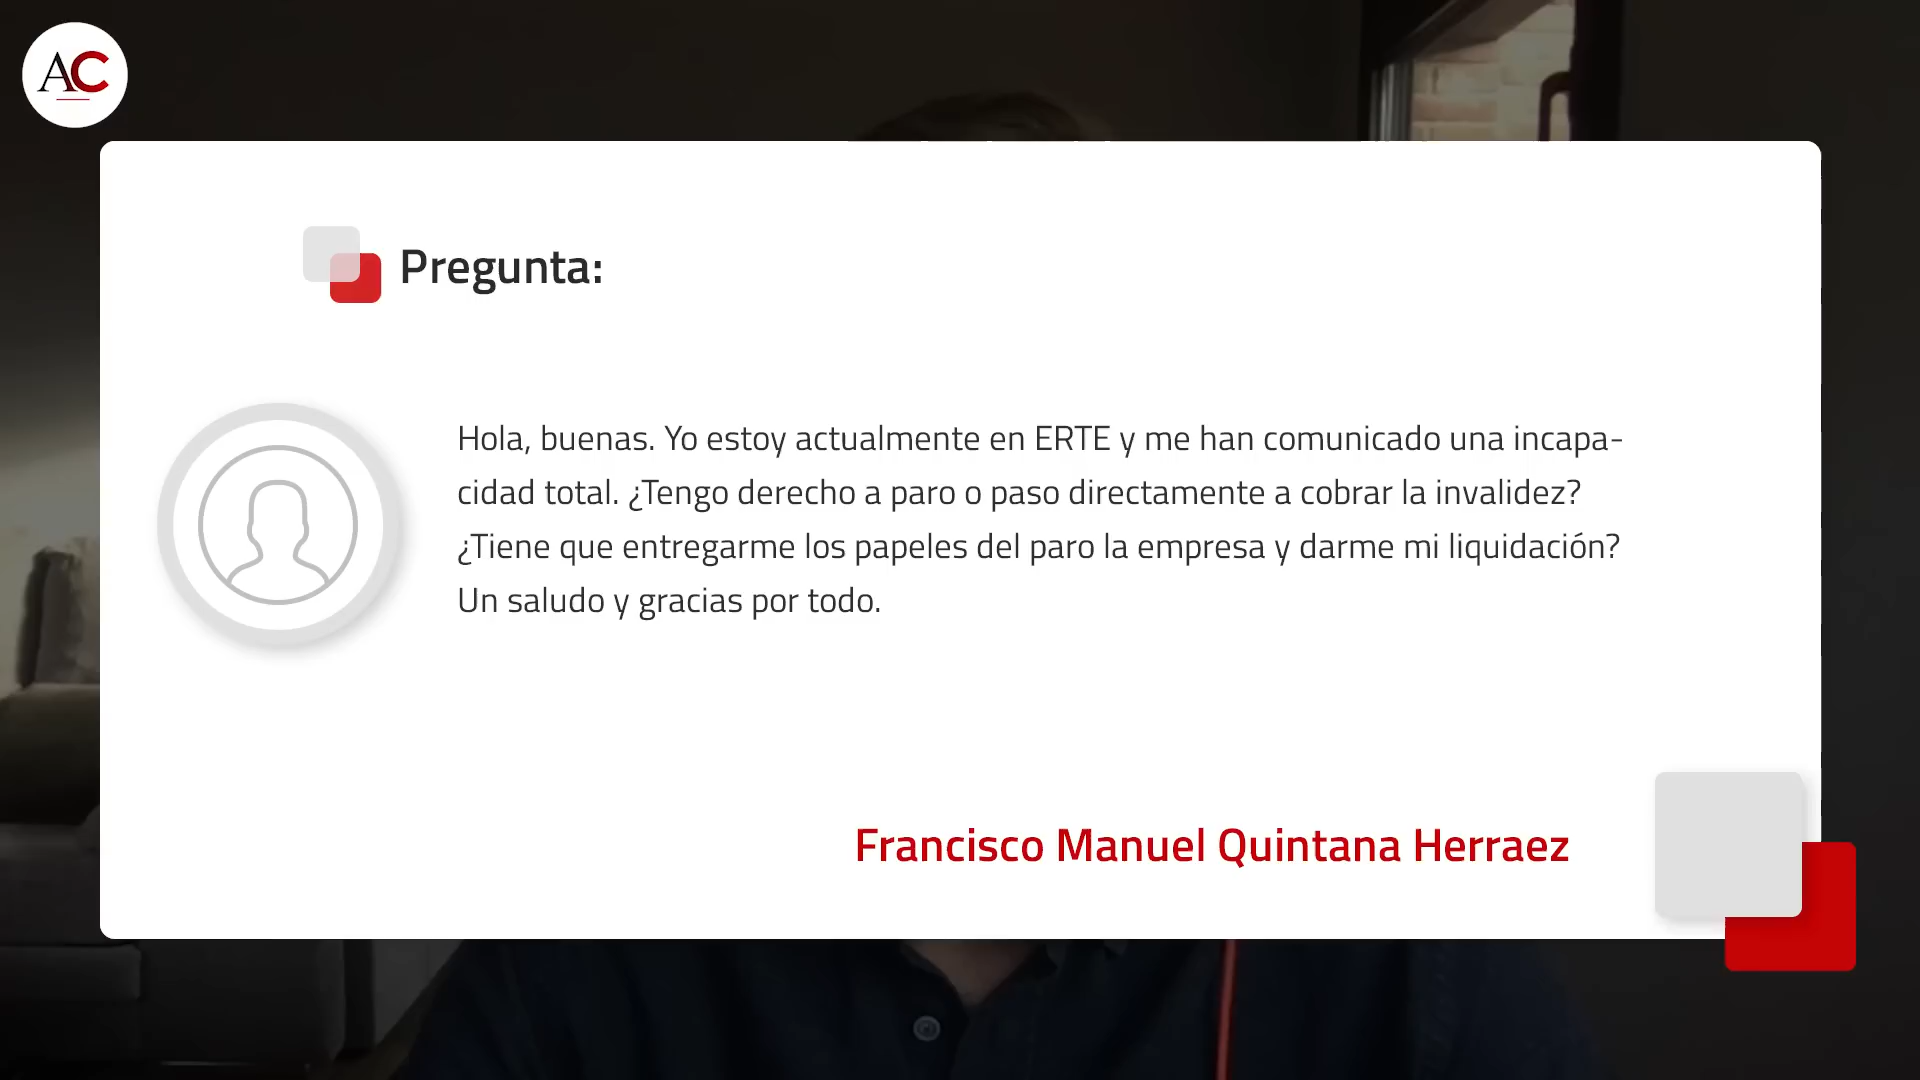 AC
Pregunta:
Hola, buenas. Yo estoy actualmente en ERTE y me han comunicado una incapa-
cidad total. ¿Tengo derecho a paro o paso directamente a cobrar la invalidez?
¿Tiene que entregarme los papeles del paro la empresa y darme mi liquidación?
Un saludo y gracias por todo.
Francisco Manuel Quintana Herraez